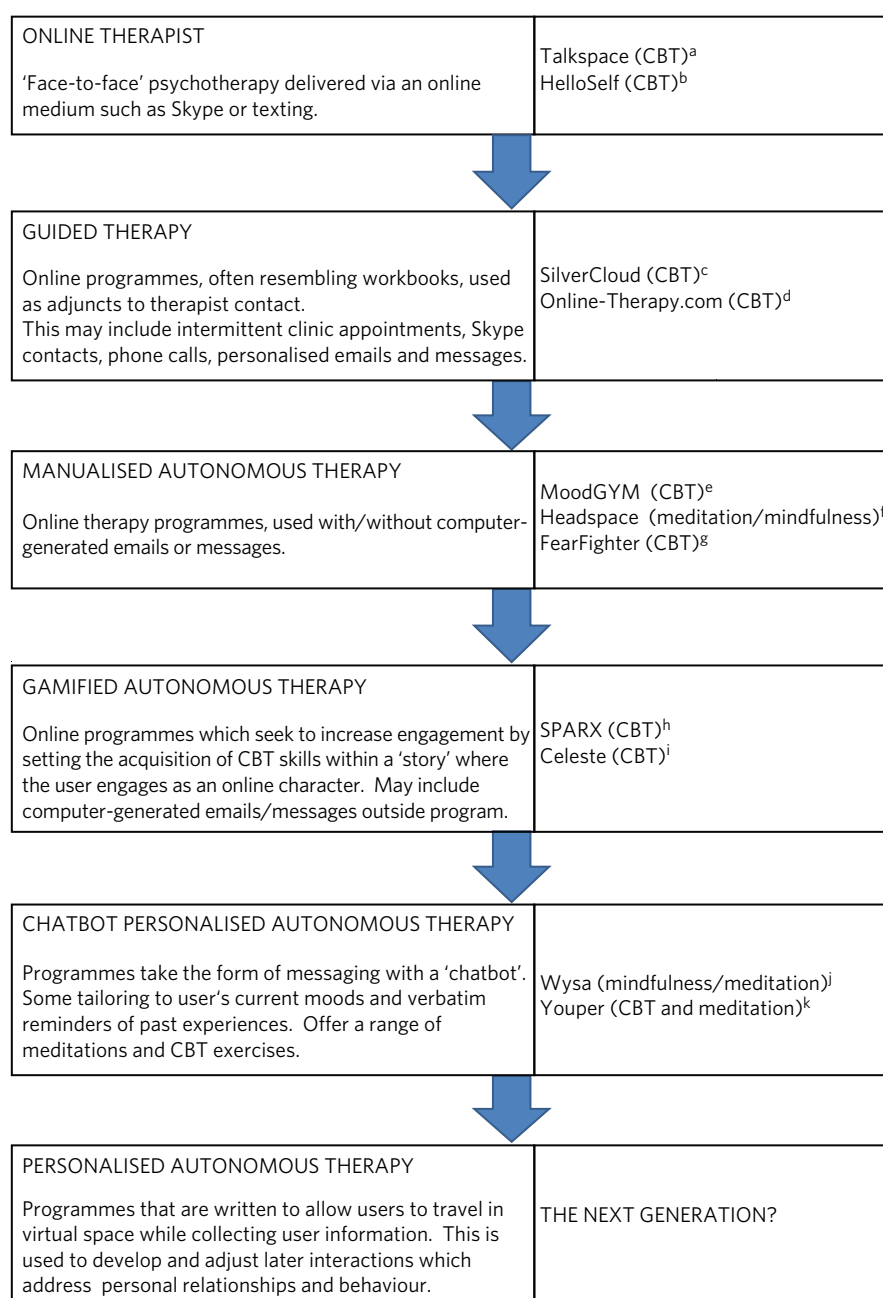 ONLINE THERAPIST
‘Face-to-face’ psychotherapy delivered via an online
medium such as Skype or texting.
Talkspace (CBT)ᵃ
HelloSelf (CBT)ᵇ
GUIDED THERAPY
Online programmes, often resembling workbooks, used
as adjuncts to therapist contact.
This may include intermittent clinic appointments, Skype
contacts, phone calls, personalised emails and messages.
SilverCloud (CBT)ᶜ
Online-Therapy.com (CBT)ᵈ
MANUALISED AUTONOMOUS THERAPY
Online therapy programmes, used with/without computer-
generated emails or messages.
MoodGYM (CBT)ᵉ
Headspace (meditation/mindfulness)ᶠ
FearFighter (CBT)ᵍ
GAMIFIED AUTONOMOUS THERAPY
Online programmes which seek to increase engagement by
setting the acquisition of CBT skills within a ‘story’ where
the user engages as an online character. May include
computer-generated emails/messages outside program.
SPARX (CBT)ʰ
Celeste (CBT)ⁱ
CHATBOT PERSONALISED AUTONOMOUS THERAPY
Programmes take the form of messaging with a ‘chatbot’.
Some tailoring to user‘s current moods and verbatim
reminders of past experiences. Offer a range of
meditations and CBT exercises.
Wysa (mindfulness/meditation)ʲ
Youper (CBT and meditation)ᵏ
PERSONALISED AUTONOMOUS THERAPY
Programmes that are written to allow users to travel in
virtual space while collecting user information. This is
used to develop and adjust later interactions which
address personal relationships and behaviour.
THE NEXT GENERATION?